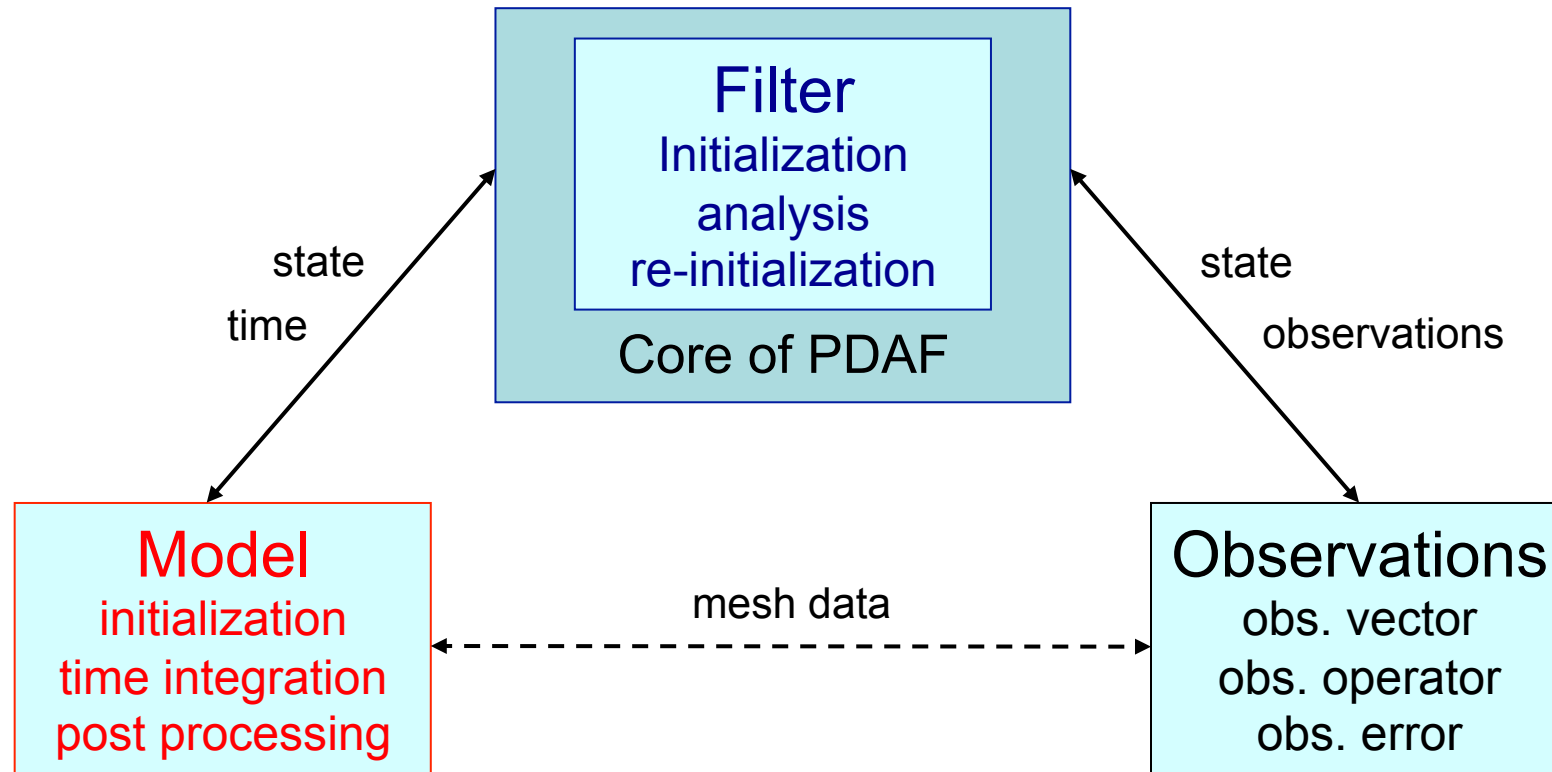 Filter
Initialization
analysis
re-initialization
Core of PDAF
state
time
state
observations
Model
initialization
time integration
post processing
mesh data
Observations
obs. vector
obs. operator
obs. error